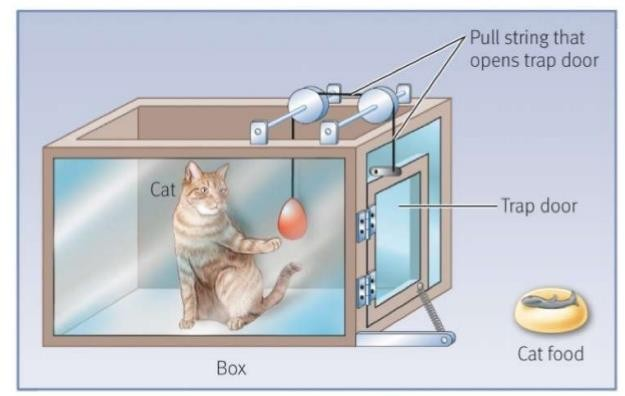 Pull string that
opens trap door
Cat
Trap door
Cat food
Box